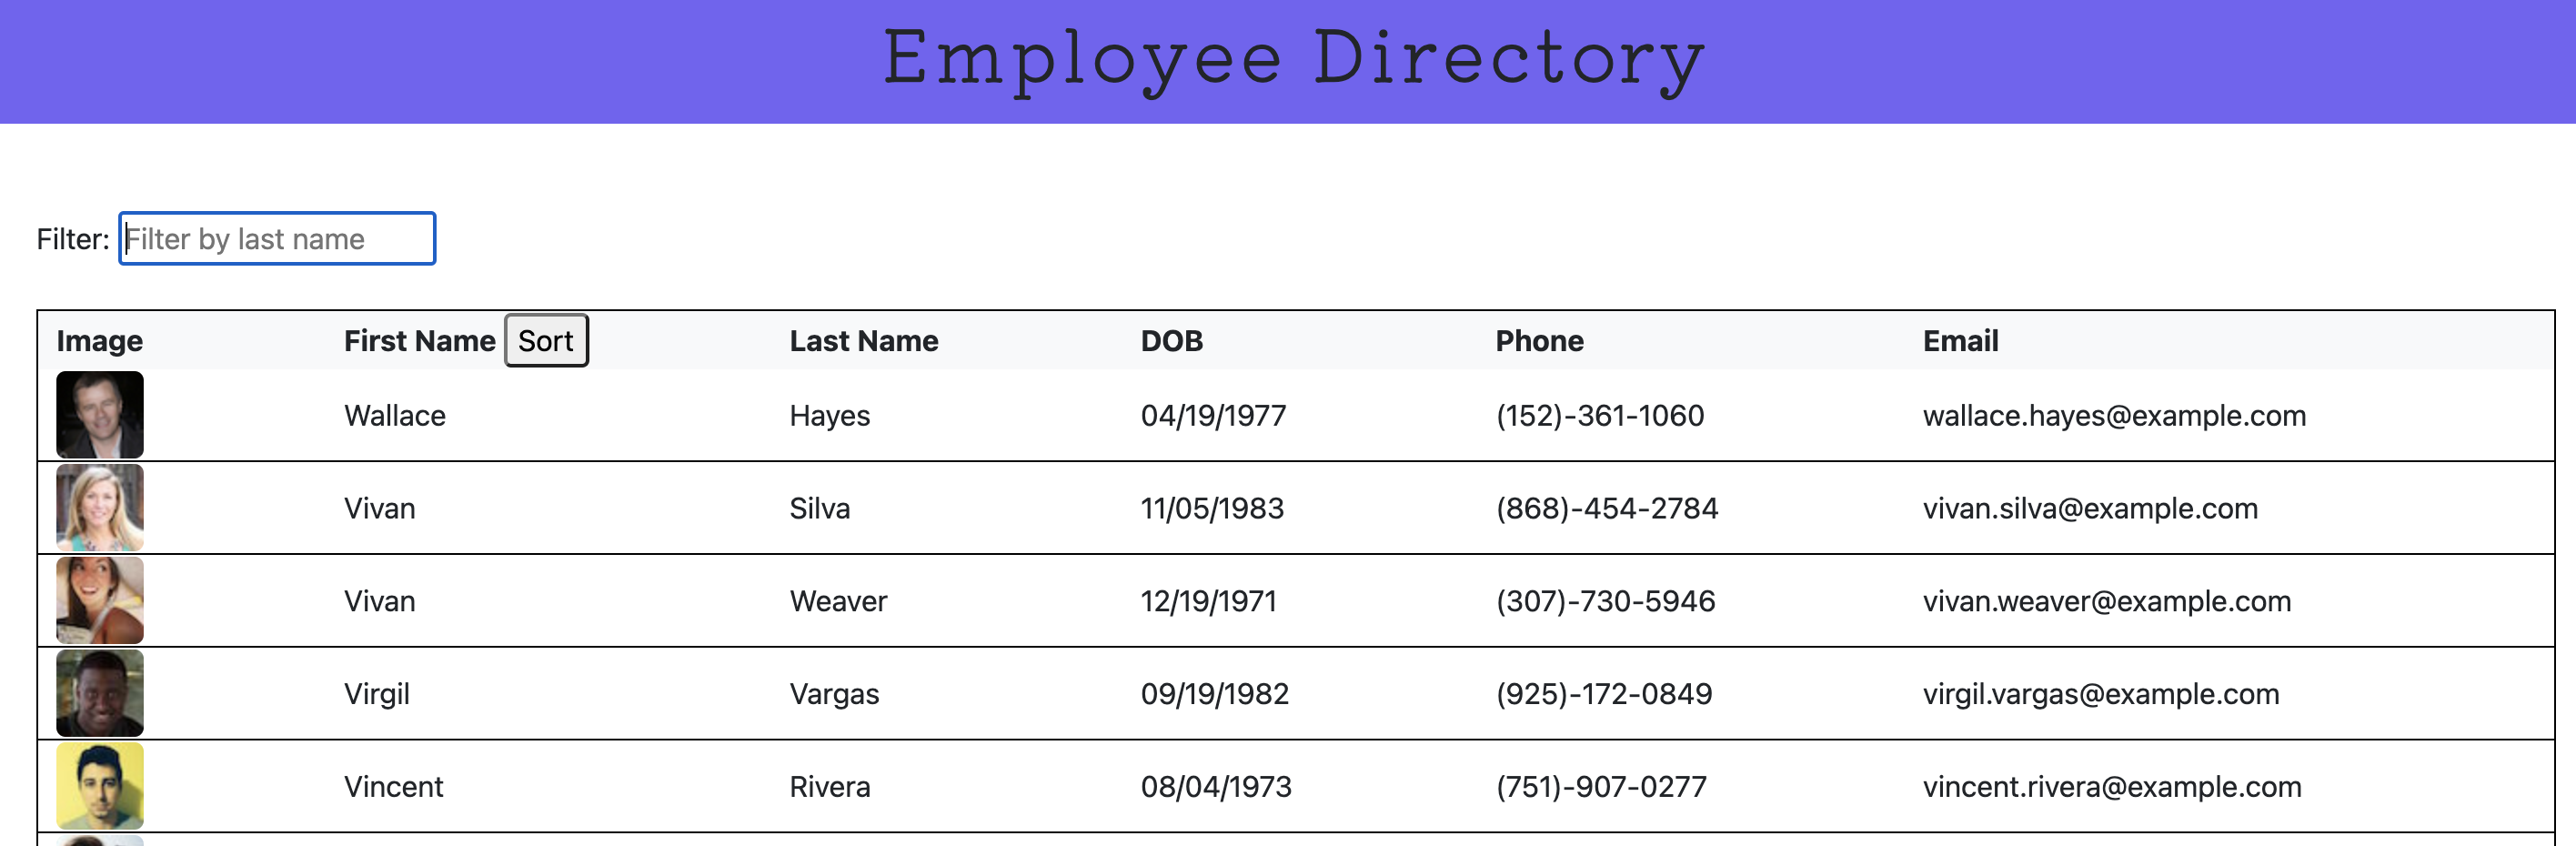 Employee Directory
Filter: Filter by last name
Image First Name Sort Last Name DOB Phone Email
Wallace Hayes 04/19/1977 (152)-361-1060 wallace.hayes@example.com
Vivan Silva 11/05/1983 (868)-454-2784 vivan.silva@example.com
Vivan Weaver 12/19/1971 (307)-730-5946 vivan.weaver@example.com
Virgil Vargas 09/19/1982 (925)-172-0849 virgil.vargas@example.com
Vincent Rivera 08/04/1973 (751)-907-0277 vincent.rivera@example.com